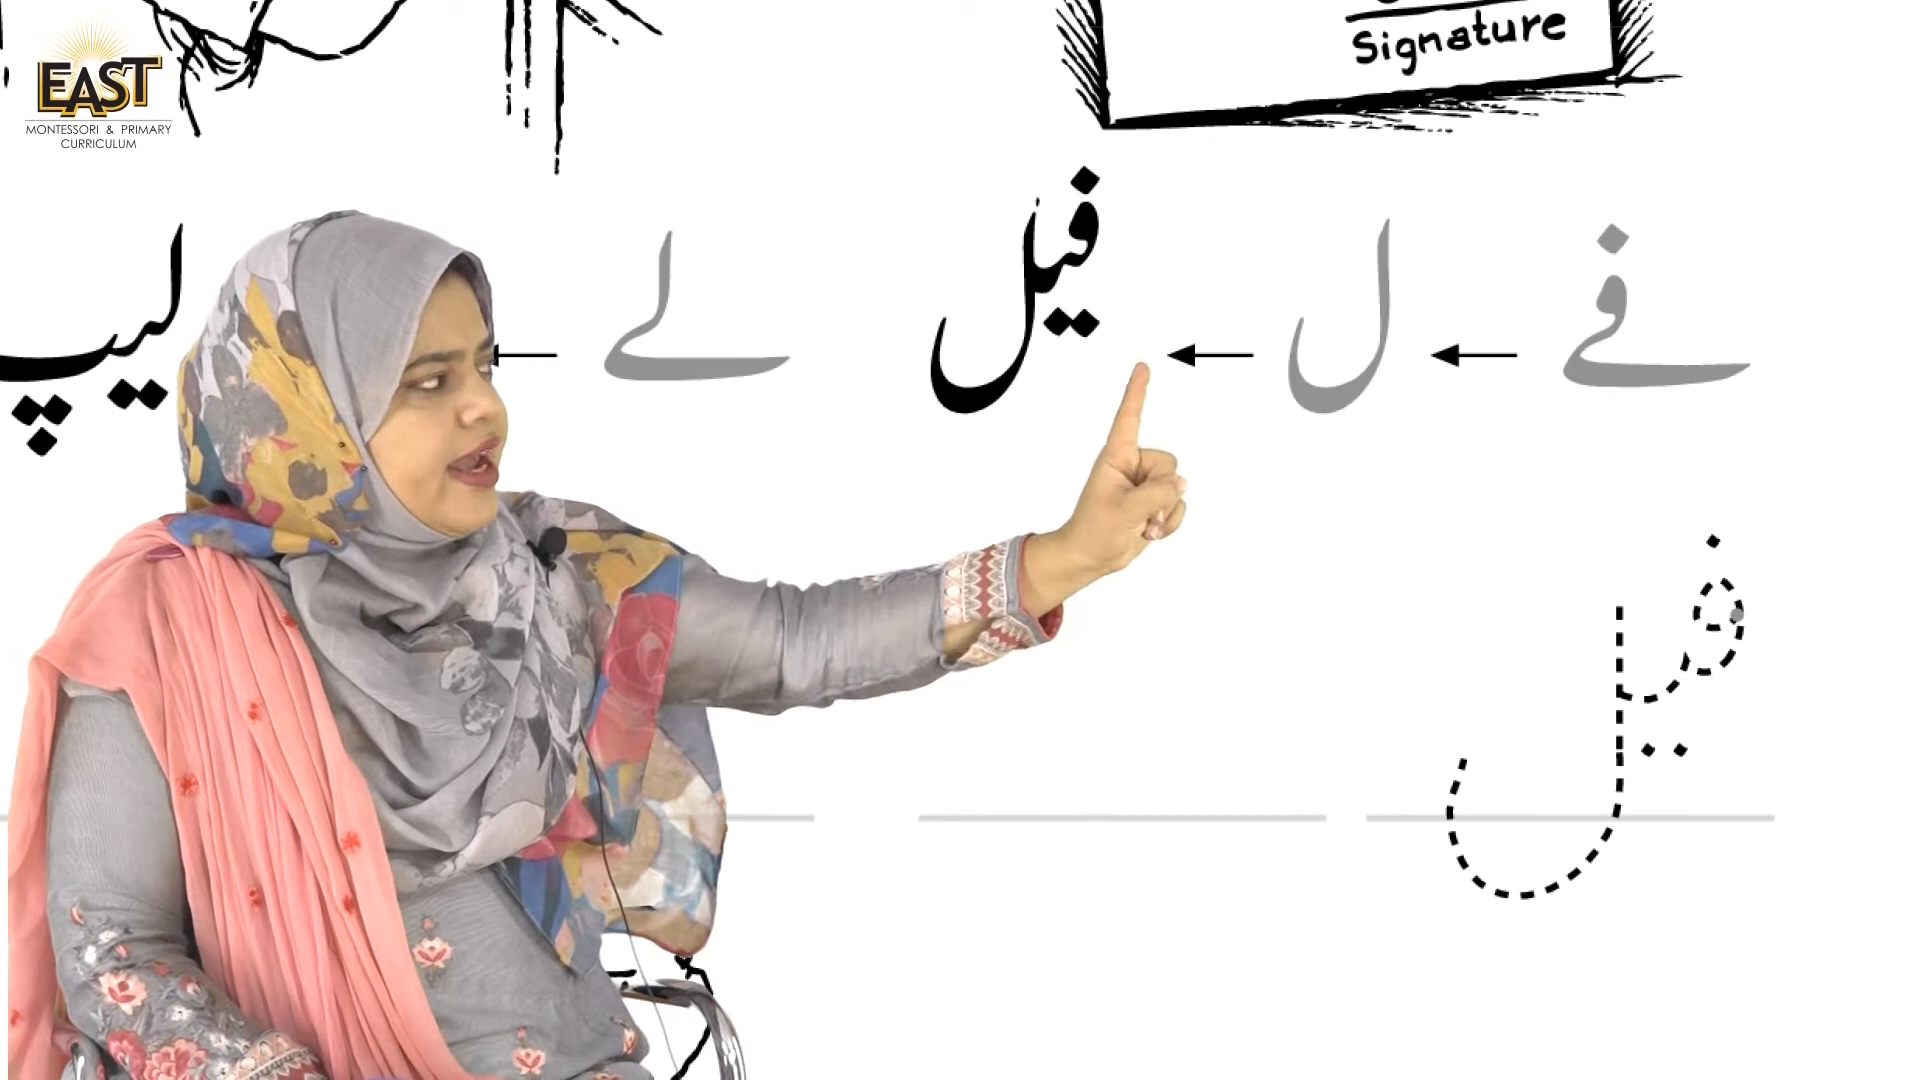 EAST
MONTESSORI & PRIMARY
CURRICULUM
Signature
فے ← ل ← فیل
لے ← لیپ
فیل